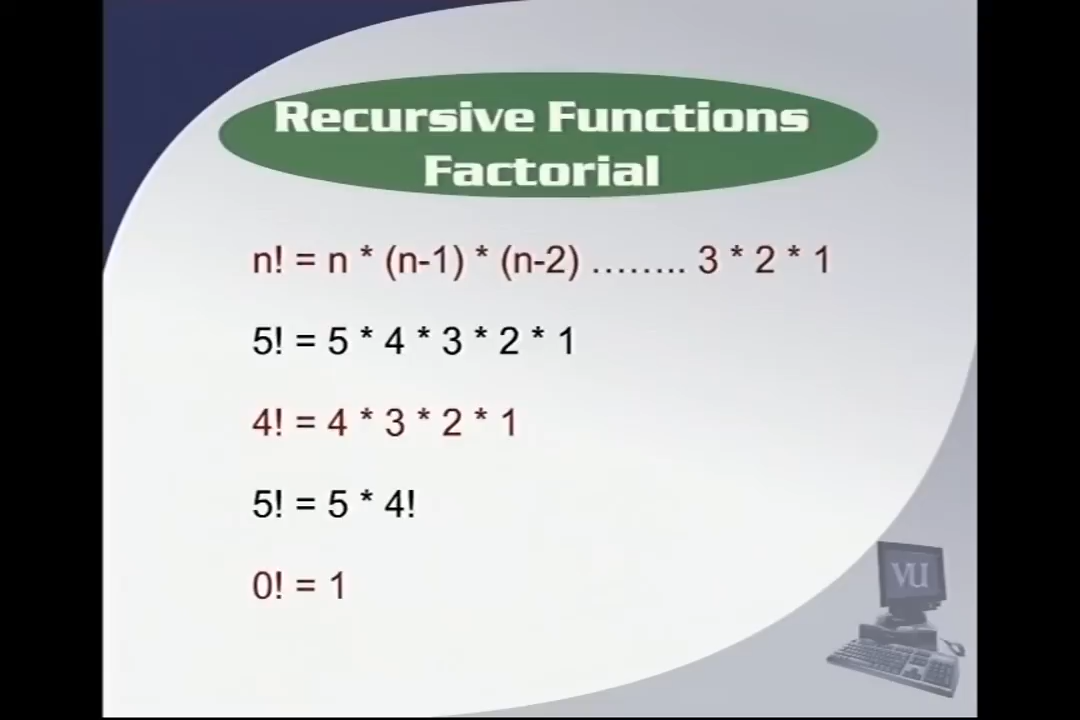 Recursive Functions
Factorial
n! = n * (n-1) * (n-2) ........ 3 * 2 * 1
5! = 5 * 4 * 3 * 2 * 1
4! = 4 * 3 * 2 * 1
5! = 5 * 4!
0! = 1
VU